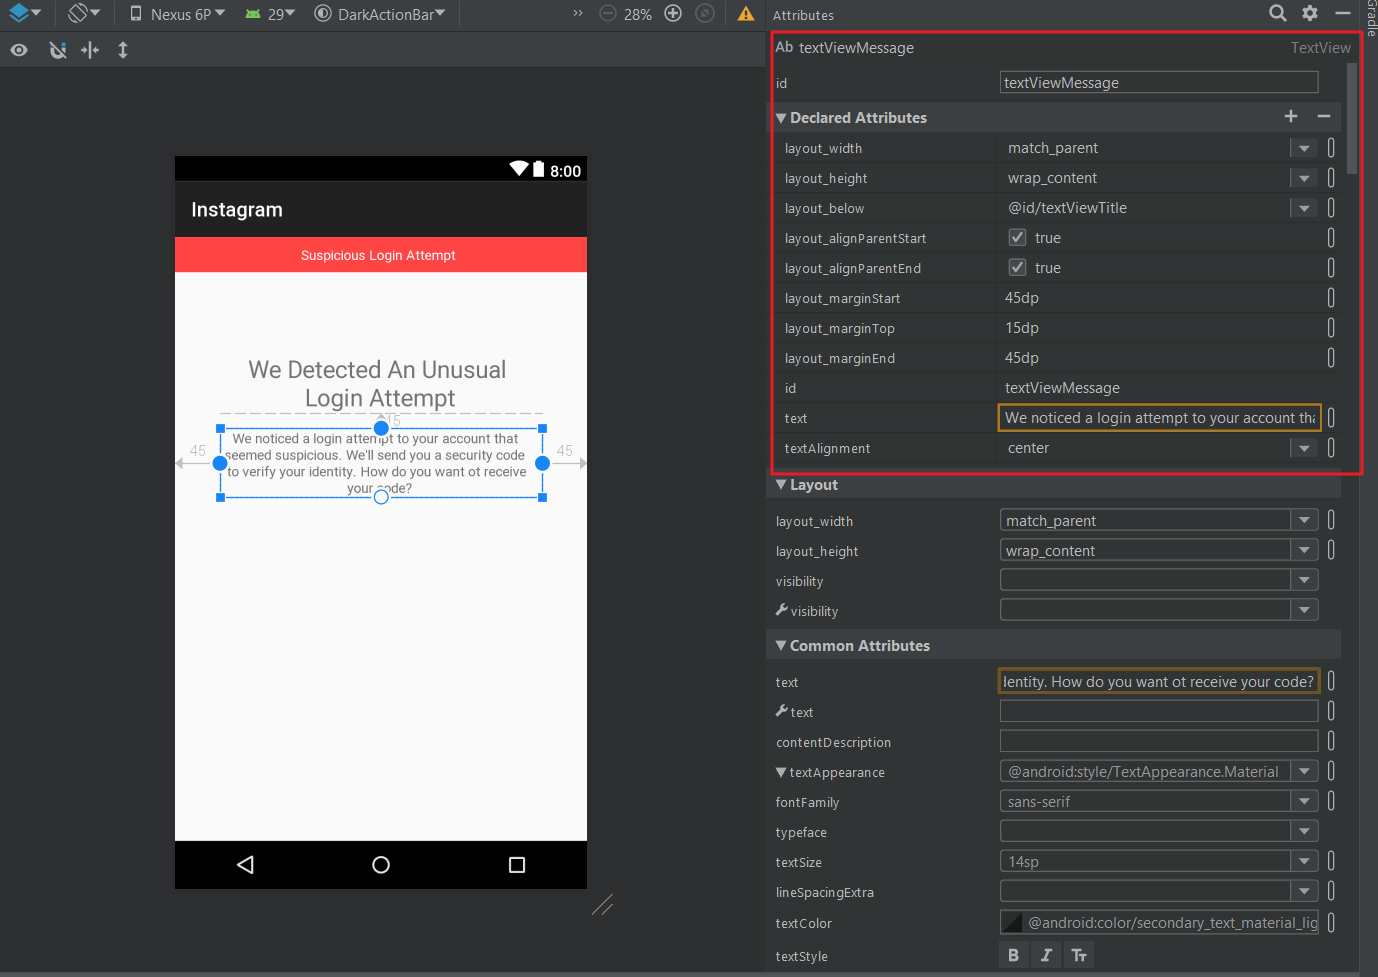 Nexus 6P
29
DarkActionBar
»
28%
Attributes
Gradle
Ab textViewMessage
TextView
id
textViewMessage
Declared Attributes
layout_width
match_parent
layout_height
wrap_content
layout_below
@id/textViewTitle
layout_alignParentStart
true
layout_alignParentEnd
true
layout_marginStart
45dp
layout_marginTop
15dp
layout_marginEnd
45dp
id
textViewMessage
text
We noticed a login attempt to your account tha
textAlignment
center
Layout
layout_width
match_parent
layout_height
wrap_content
visibility
visibility
Common Attributes
text
identity. How do you want ot receive your code?
text
contentDescription
textAppearance
@android:style/TextAppearance.Material
fontFamily
sans-serif
typeface
textSize
14sp
lineSpacingExtra
textColor
@android:color/secondary_text_material_lig
textStyle
B I Tт
8:00
Instagram
Suspicious Login Attempt
We Detected An Unusual
Login Attempt
15
45
45
We noticed a login attempt to your account that
seemed suspicious. We'll send you a security code
to verify your identity. How do you want ot receive
your code?